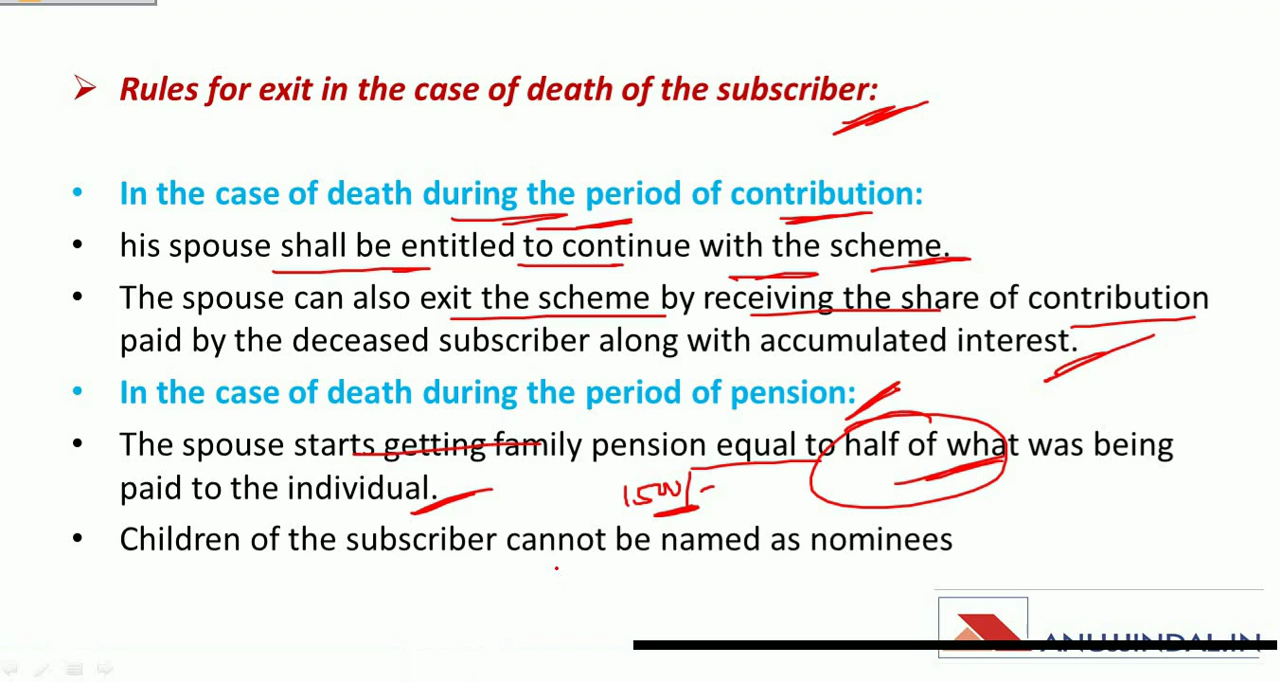 Rules for exit in the case of death of the subscriber:
• In the case of death during the period of contribution:
• his spouse shall be entitled to continue with the scheme.
• The spouse can also exit the scheme by receiving the share of contribution
paid by the deceased subscriber along with accumulated interest.
• In the case of death during the period of pension:
• The spouse starts getting family pension equal to half of what was being
paid to the individual.
1500/-
• Children of the subscriber cannot be named as nominees
ANUJJINDAL.IN